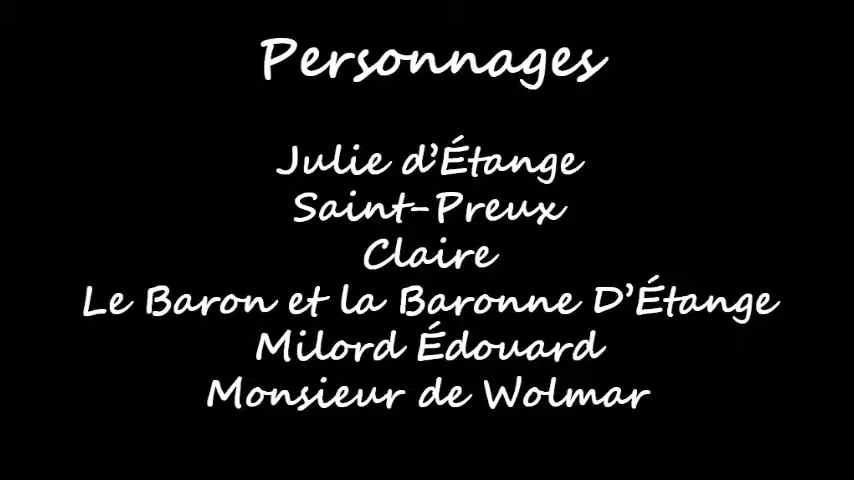 Personnages
Julie d’Étange
Saint-Preux
Claire
Le Baron et la Baronne D’Étange
Milord Édouard
Monsieur de Wolmar